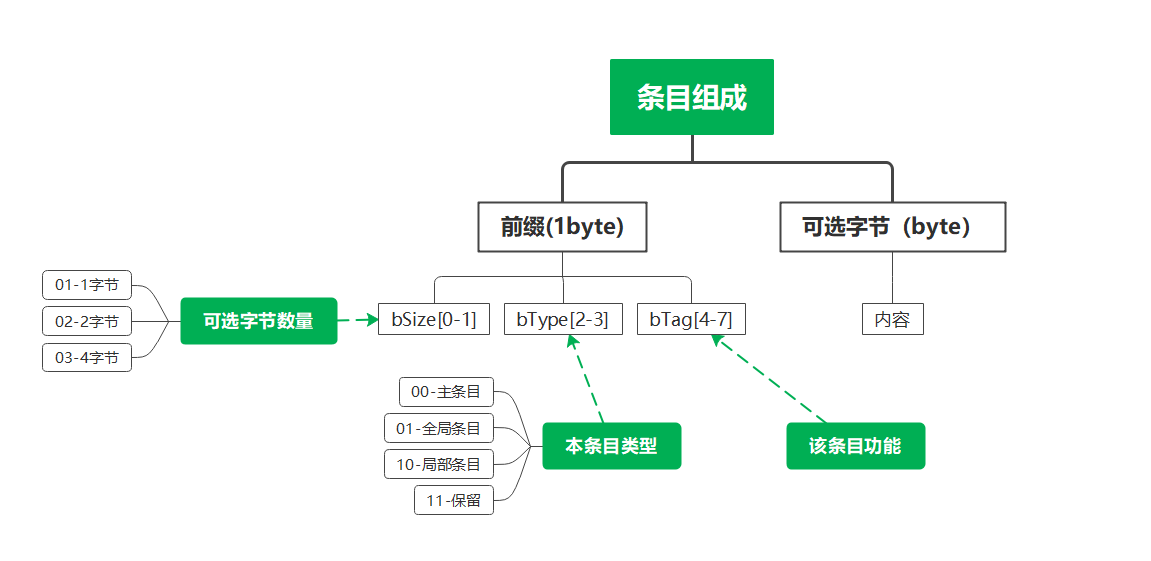 条目组成
前缀(1byte)
可选字节（byte）
01-1字节
02-2字节
03-4字节
可选字节数量
bSize[0-1]
bType[2-3]
bTag[4-7]
内容
00-主条目
01-全局条目
10-局部条目
11-保留
本条目类型
该条目功能